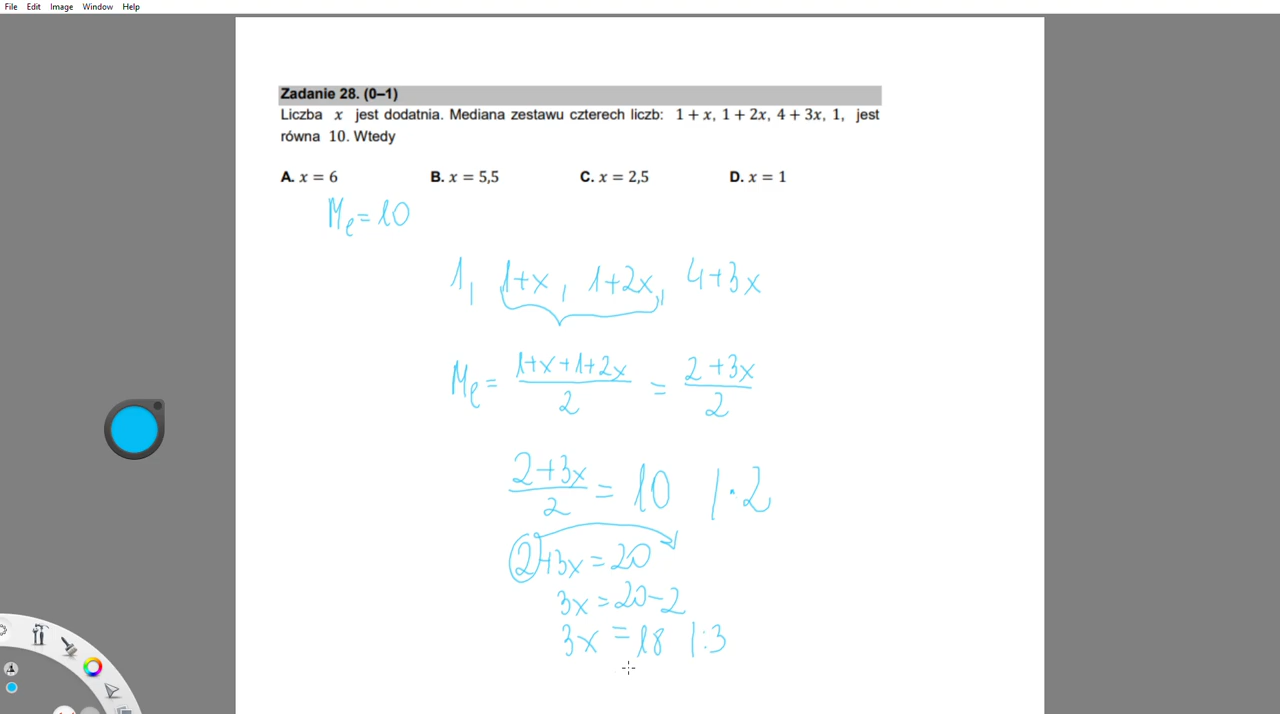 File Edit Image Window Help
Zadanie 28. (0–1)
Liczba x jest dodatnia. Mediana zestawu czterech liczb: 1 + x, 1 + 2x, 4 + 3x, 1, jest
równa 10. Wtedy
A. x = 6 B. x = 5,5 C. x = 2,5 D. x = 1
Me = 10
1, 1+x, 1+2x, 4+3x
Me = (1+x+1+2x)/2 = (2+3x)/2
(2+3x)/2 = 10 |·2
2+3x = 20
3x = 20-2
3x = 18 |:3